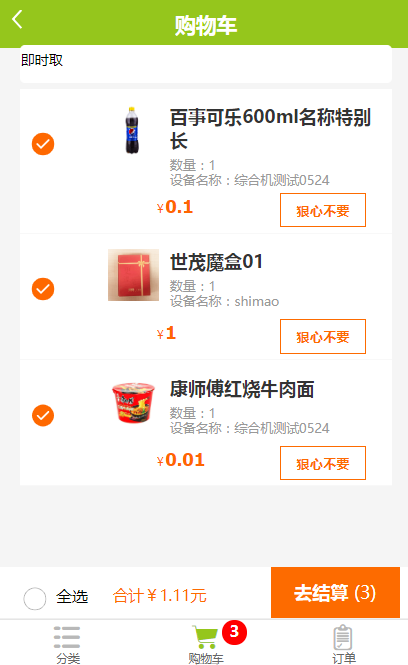 购物车
即时取
百事可乐600ml名称特别
长
数量：1
设备名称：综合机测试0524
¥0.1
狠心不要
世茂魔盒01
数量：1
设备名称：shimao
¥1
狠心不要
康师傅红烧牛肉面
数量：1
设备名称：综合机测试0524
¥0.01
狠心不要
全选 合计￥1.11元 去结算 (3)
3
分类 购物车 订单